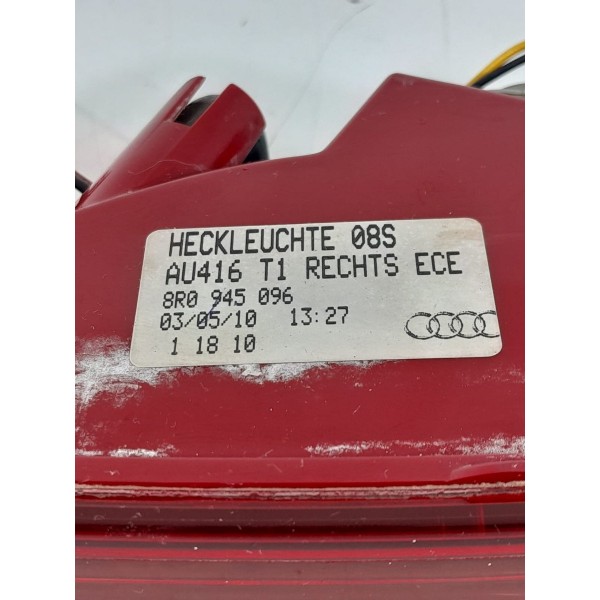 HECKLEUCHTE 08S
AU416 T1 RECHTS ECE
8R0 945 096
03/05/10 13:27
1 18 10